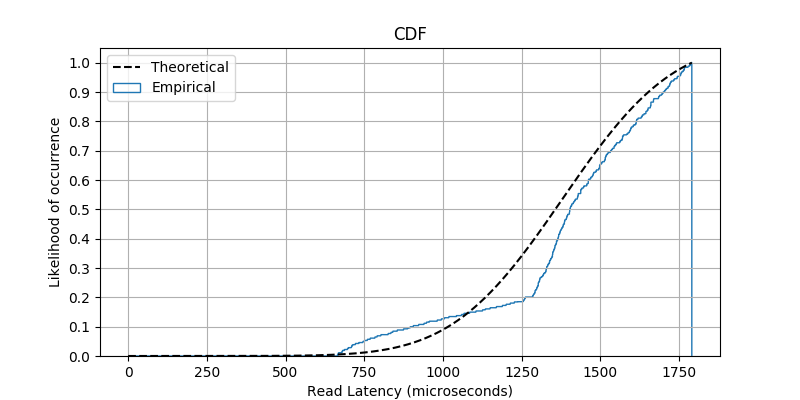 CDF
Theoretical
Empirical
Likelihood of occurrence
1.0
0.9
0.8
0.7
0.6
0.5
0.4
0.3
0.2
0.1
0.0
0 250 500 750 1000 1250 1500 1750
Read Latency (microseconds)